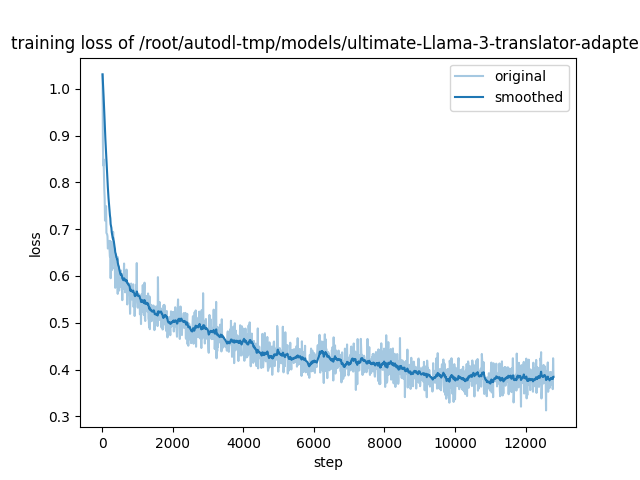 training loss of /root/autodl-tmp/models/ultimate-Llama-3-translator-adapte
original
smoothed
1.0
0.9
0.8
0.7
0.6
0.5
0.4
0.3
loss
0 2000 4000 6000 8000 10000 12000
step